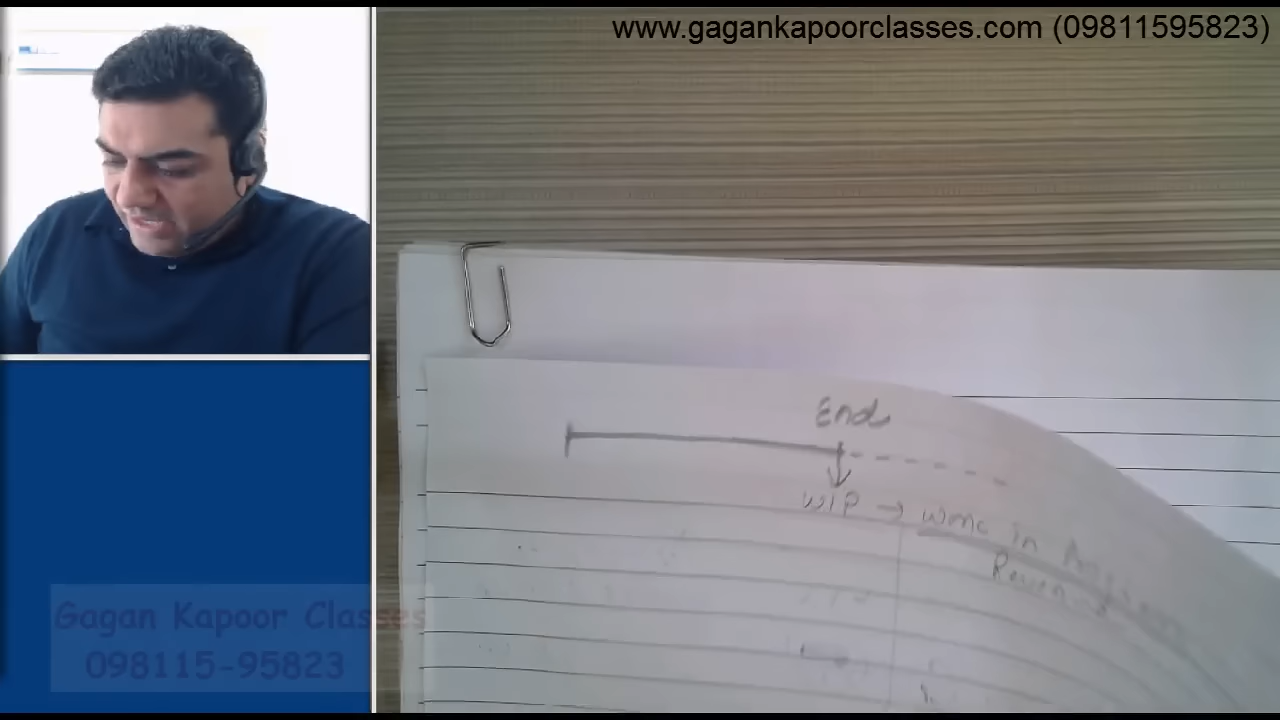 www.gagankapoorclasses.com (09811595823)
End
WIP → WMC in
Gagan Kapoor Classes
098115-95823